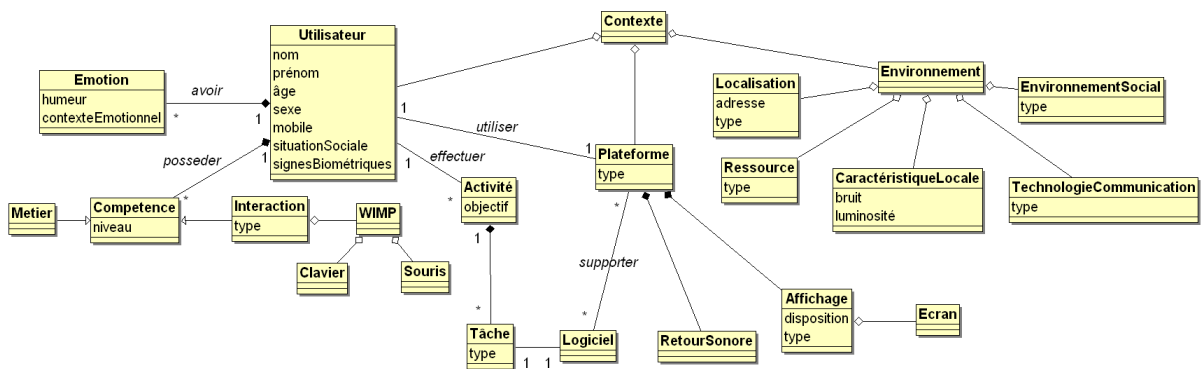 Contexte
Utilisateur
nom
prénom
âge
sexe
mobile
situationSociale
signesBiométriques
Emotion
humeur
contexteEmotionnel
avoir
*
1
posseder
1
*
1
utiliser
1
effectuer
1
*
Environnement
Localisation
adresse
type
EnvironnementSocial
type
Ressource
type
CaractéristiqueLocale
bruit
luminosité
TechnologieCommunication
type
Plateforme
type
Activité
objectif
Metier
Competence
niveau
Interaction
type
WIMP
Clavier
Souris
1
*
*
supporter
*
Tâche
type
1
1
Logiciel
RetourSonore
Affichage
disposition
type
Ecran